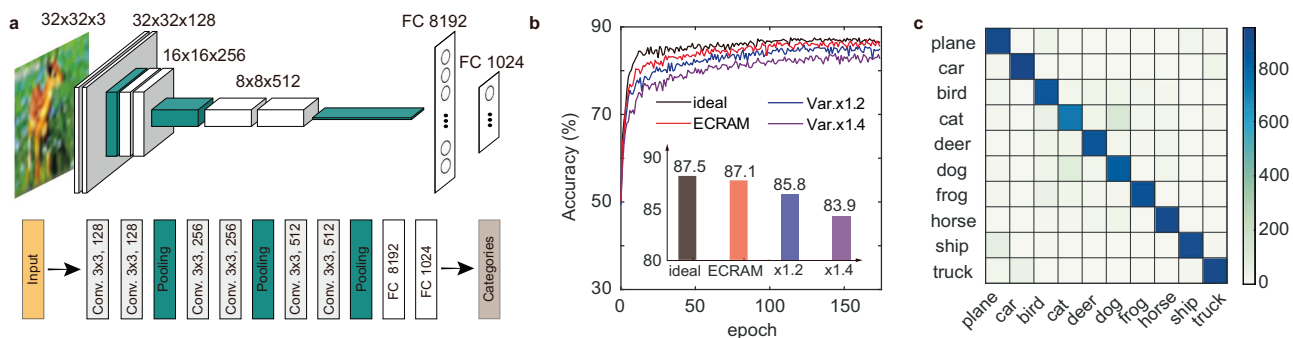 a
32x32x3
32x32x128
16x16x256
8x8x512
FC 8192
FC 1024
Input
Conv. 3x3, 128
Conv. 3x3, 128
Pooling
Conv. 3x3, 256
Conv. 3x3, 256
Pooling
Conv. 3x3, 512
Conv. 3x3, 512
Pooling
FC 8192
FC 1024
Categories
b
Accuracy (%)
90
70
50
30
0
50
100
150
epoch
ideal
ECRAM
Var.x1.2
Var.x1.4
90
85
80
87.5
87.1
85.8
83.9
ideal
ECRAM
x1.2
x1.4
c
plane
car
bird
cat
deer
dog
frog
horse
ship
truck
plane
car
bird
cat
deer
dog
frog
horse
ship
truck
800
600
400
200
0